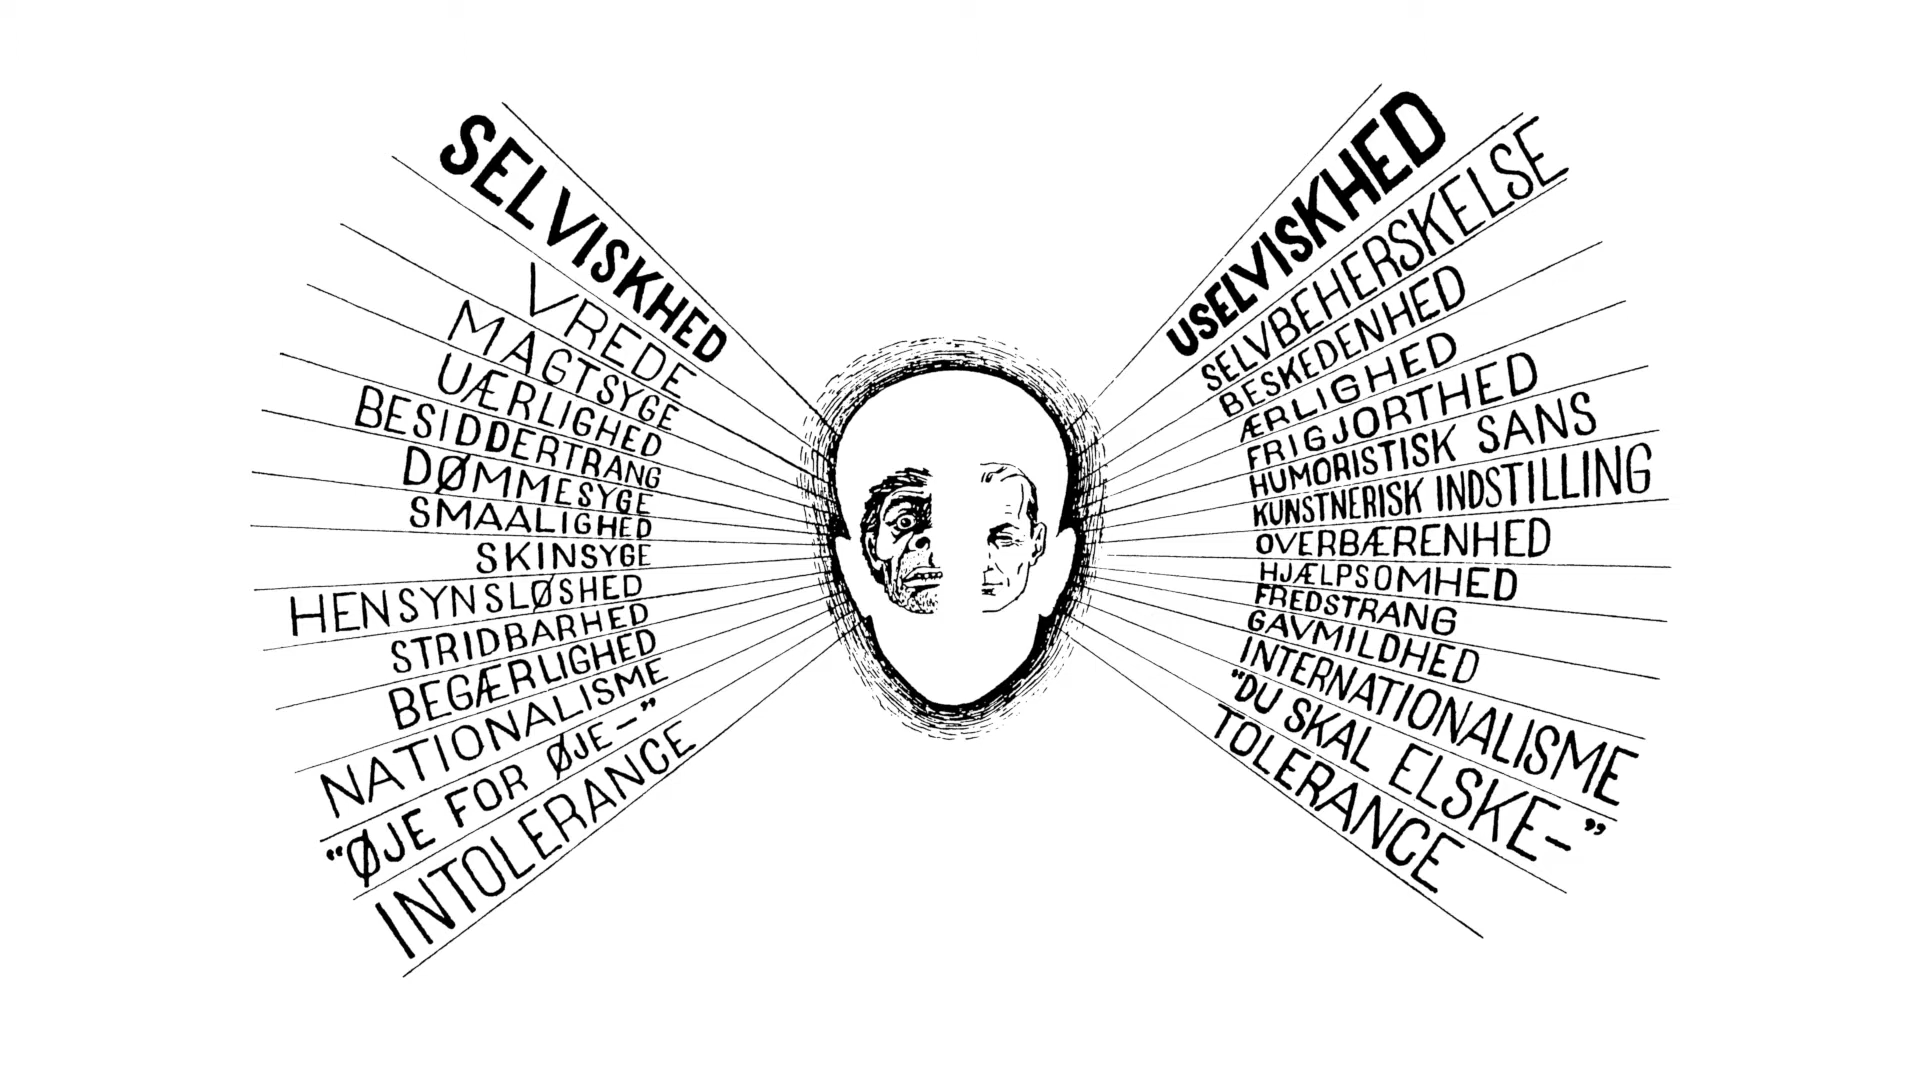 SELVISKHED
VREDE
MAGTSYGE
UÆRLIGHED
BESIDDERTRANG
DØMMESYGE
SMAALIGHED
SKINSYGE
HENSYNSLØSHED
STRIDBARHED
BEGÆRLIGHED
NATIONALISME
"ØJE FOR ØJE-"
INTOLERANCE
USELVISKHED
SELVBEHERSKELSE
BESKEDENHED
ÆRLIGHED
FRIGJORTHED
HUMORISTISK SANS
KUNSTNERISK INDSTILLING
OVERBÆRENHED
HJÆLPSOMHED
FREDSTRANG
GAVMILDHED
INTERNATIONALISME
"DU SKAL ELSKE-"
TOLERANCE